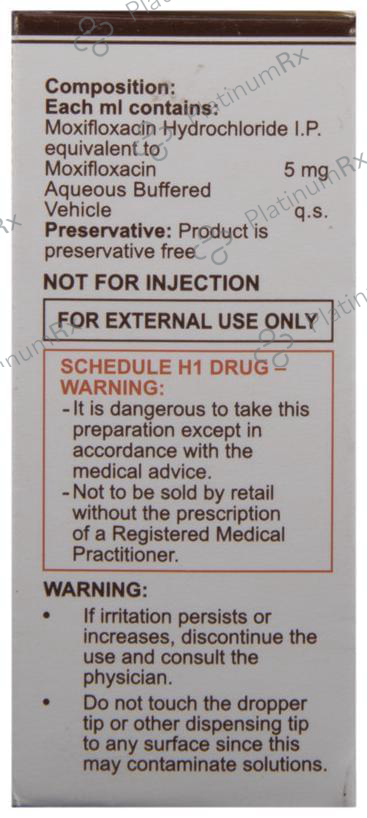 Composition:
Each ml contains:
Moxifloxacin Hydrochloride I.P.
equivalent to
Moxifloxacin 5 mg
Aqueous Buffered
Vehicle q.s.
Preservative: Product is
preservative free
NOT FOR INJECTION
FOR EXTERNAL USE ONLY
SCHEDULE H1 DRUG –
WARNING:
- It is dangerous to take this
preparation except in
accordance with the
medical advice.
- Not to be sold by retail
without the prescription
of a Registered Medical
Practitioner.
WARNING:
• If irritation persists or
increases, discontinue the
use and consult the
physician.
• Do not touch the dropper
tip or other dispensing tip
to any surface since this
may contaminate solutions.
PlatinumRx
PlatinumRx